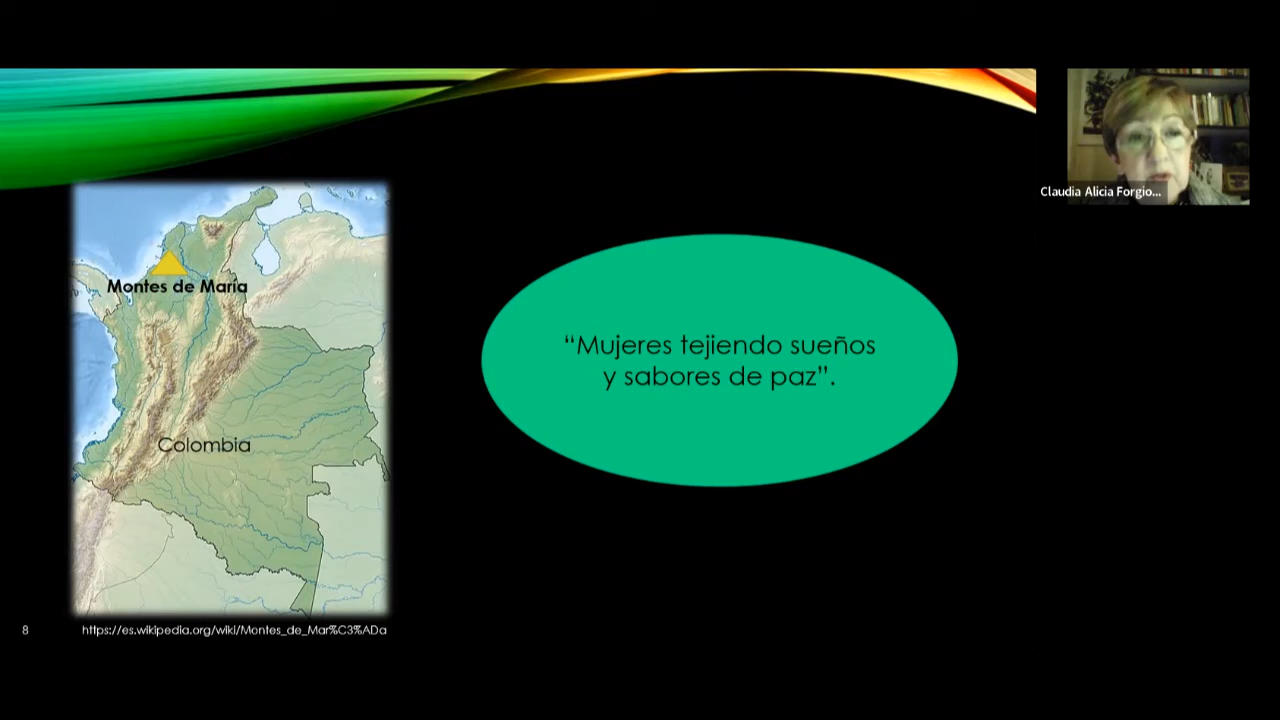 Claudia Alicia Forgio...
Montes de María
“Mujeres tejiendo sueños
y sabores de paz”.
Colombia
8
https://es.wikipedia.org/wiki/Montes_de_Mar%C3%ADa